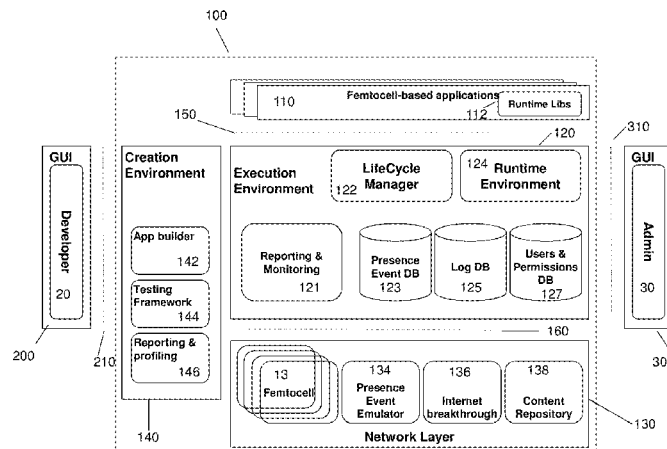 100
110
Femtocell-based applications
112
Runtime Libs
150
310
120
GUI
Developer
20
200
210
Creation
Environment
App builder
142
Testing
Framework
144
Reporting &
profiling
146
140
Execution
Environment
LifeCycle
Manager
122
124
Runtime
Environment
Reporting &
Monitoring
121
Presence
Event DB
123
Log DB
125
Users &
Permissions
DB
127
160
GUI
Admin
30
30
13
Femtocell
134
Presence
Event
Emulator
136
Internet
breakthrough
138
Content
Repository
Network Layer
130